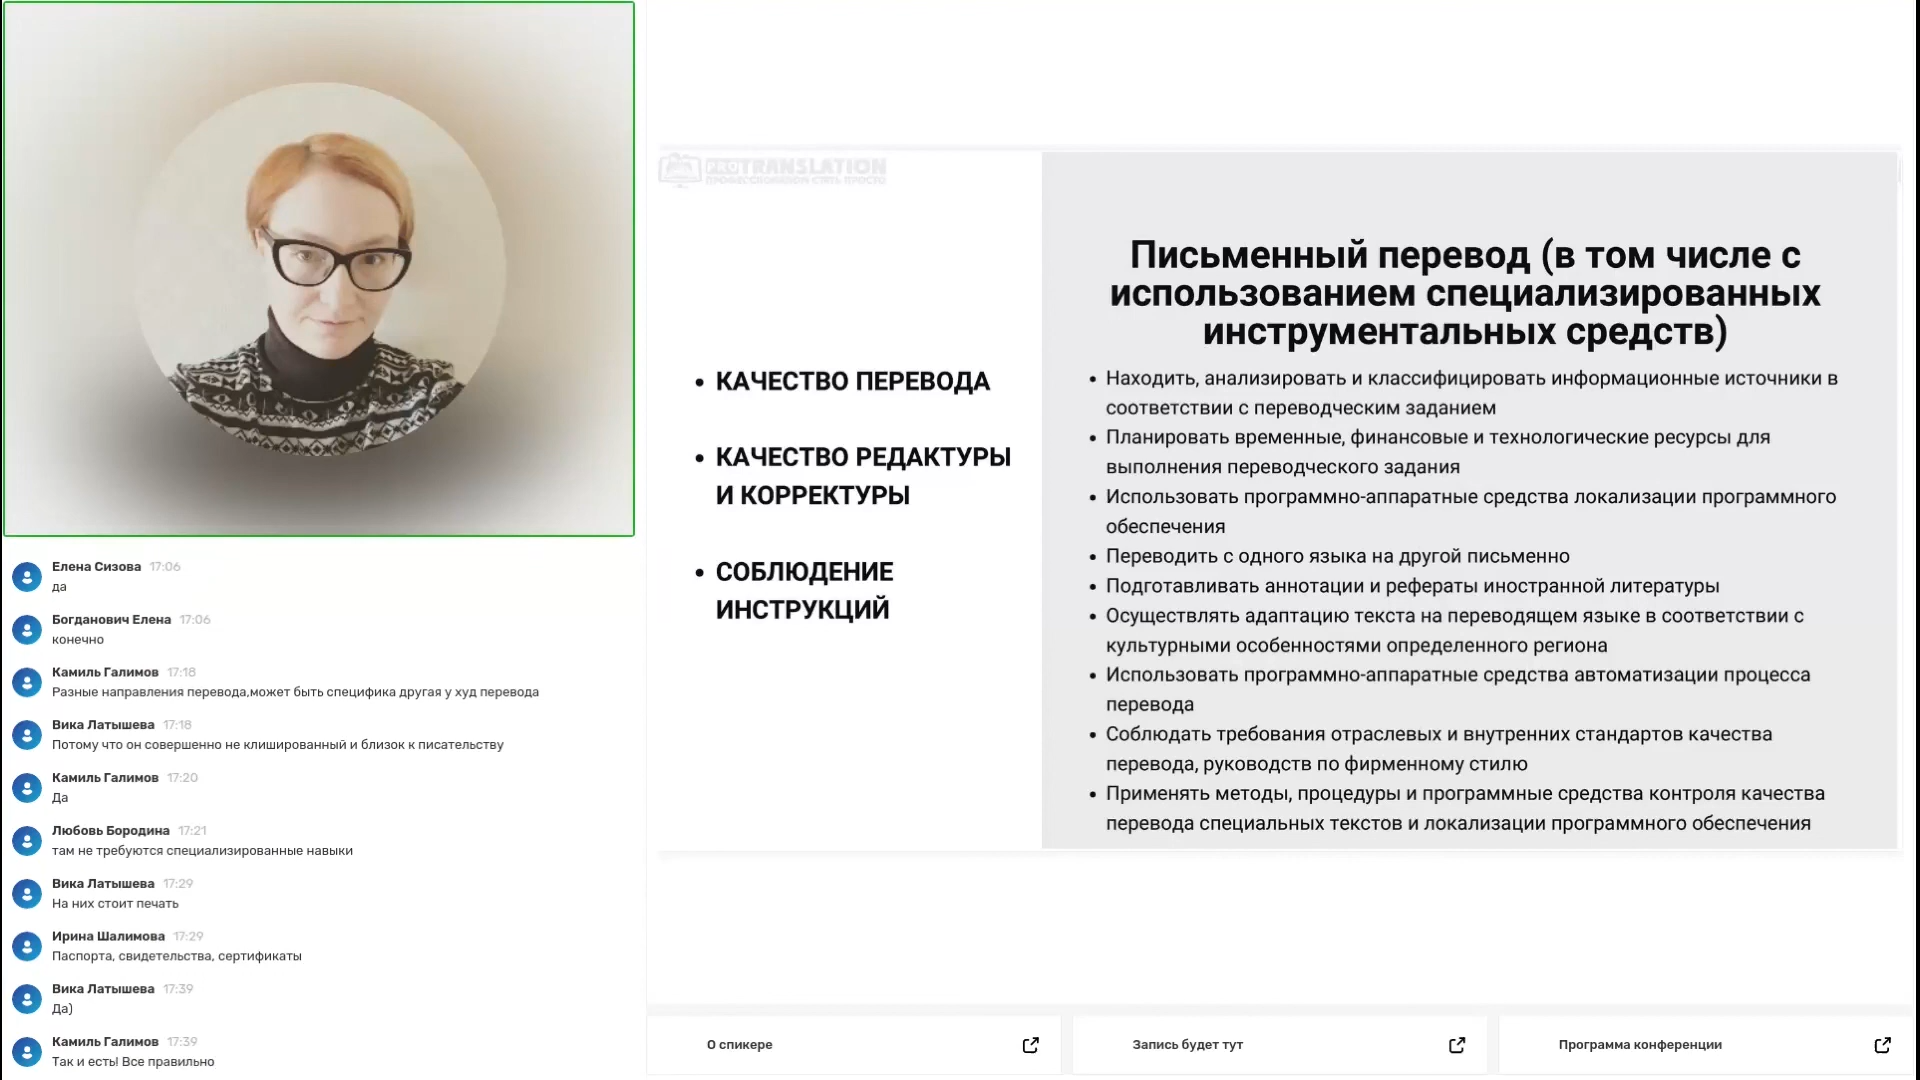 Елена Сизова 17:06
да
Богданович Елена 17:06
конечно
Камиль Галимов 17:18
Разные направления перевода,может быть специфика другая у худ перевода
Вика Латышева 17:18
Потому что он совершенно не клишированный и близок к писательству
Камиль Галимов 17:20
Да
Любовь Бородина 17:21
там не требуются специализированные навыки
Вика Латышева 17:29
На них стоит печать
Ирина Шалимова 17:29
Паспорта, свидетельства, сертификаты
Вика Латышева 17:39
Да)
Камиль Галимов 17:39
Так и есть! Все правильно
PROTRANSLATION
ПРОФЕССИОНАЛОМ СТАТЬ ПРОСТО
• КАЧЕСТВО ПЕРЕВОДА
• КАЧЕСТВО РЕДАКТУРЫ
И КОРРЕКТУРЫ
• СОБЛЮДЕНИЕ
ИНСТРУКЦИЙ
Письменный перевод (в том числе с
использованием специализированных
инструментальных средств)
• Находить, анализировать и классифицировать информационные источники в
соответствии с переводческим заданием
• Планировать временные, финансовые и технологические ресурсы для
выполнения переводческого задания
• Использовать программно-аппаратные средства локализации программного
обеспечения
• Переводить с одного языка на другой письменно
• Подготавливать аннотации и рефераты иностранной литературы
• Осуществлять адаптацию текста на переводящем языке в соответствии с
культурными особенностями определенного региона
• Использовать программно-аппаратные средства автоматизации процесса
перевода
• Соблюдать требования отраслевых и внутренних стандартов качества
перевода, руководств по фирменному стилю
• Применять методы, процедуры и программные средства контроля качества
перевода специальных текстов и локализации программного обеспечения
О спикере
Запись будет тут
Программа конференции